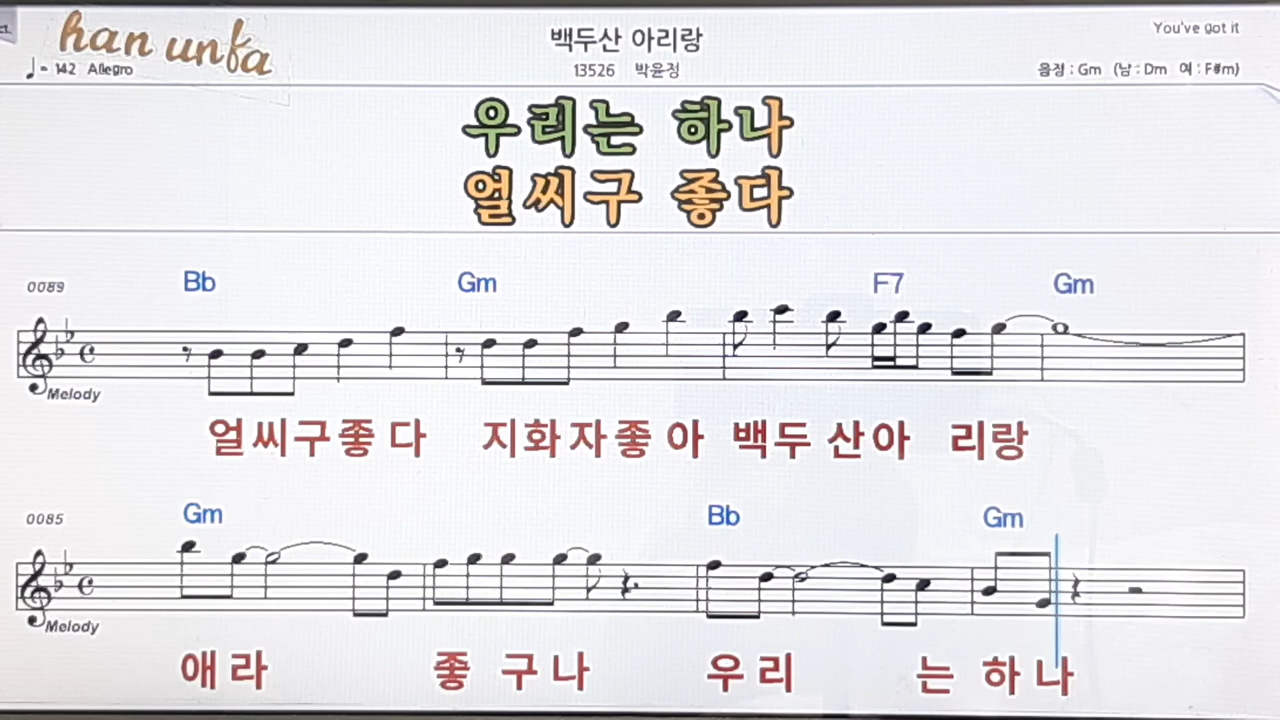 han unfa
백두산 아리랑
You've got it
♩= 142 Allegro
13526 박윤정
음정 : Gm (남 : Dm 여 : F#m)
우리는 하나
얼씨구 좋다
0089 Bb Gm F7 Gm
Melody
얼씨구좋다 지화자좋아 백두산아 리랑
0085 Gm Bb Gm
Melody
애라 좋구나 우리 는하나